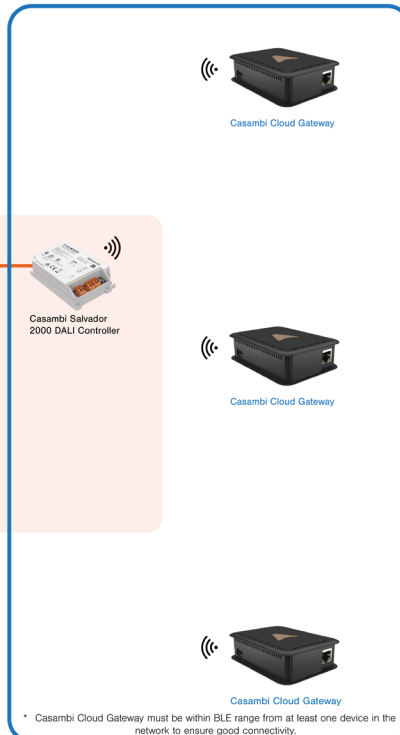 Casambi Cloud Gateway
Casambi Salvador
2000 DALI Controller
Casambi Cloud Gateway
Casambi Cloud Gateway
* Casambi Cloud Gateway must be within BLE range from at least one device in the
network to ensure good connectivity.